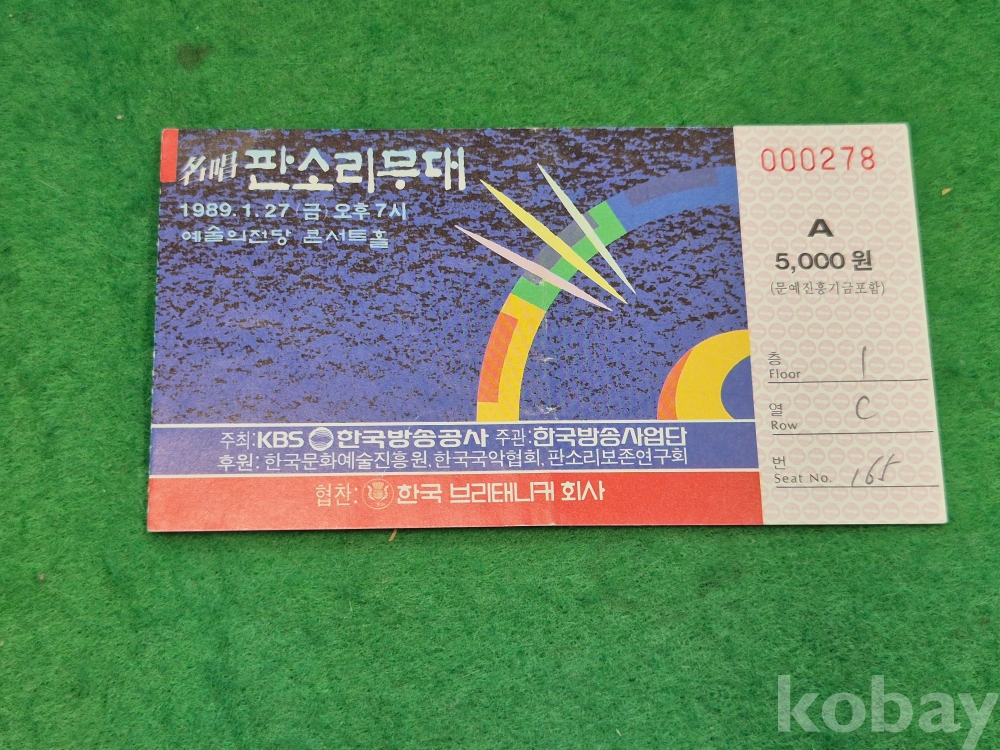 名唱 판소리무대
1989.1.27(금)오후7시
예술의전당 콘서트홀
주최:KBS 한국방송공사 주관:한국방송사업단
후원: 한국문화예술진흥원, 한국국악협회, 판소리보존연구회
협찬: 한국 브리태니커 회사
000278
A
5,000원
(문예진흥기금포함)
층
Floor 1
열
Row C
번
Seat No. 165
kobay